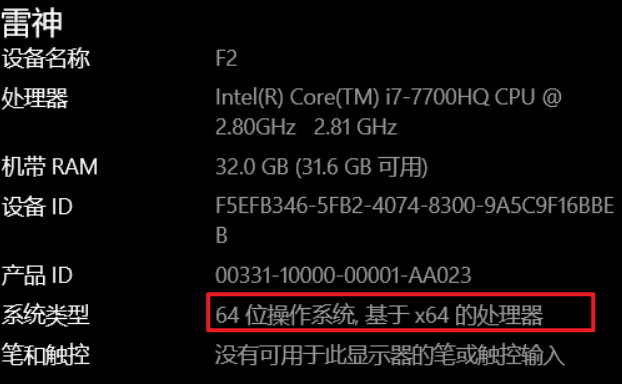 雷神
设备名称 F2
处理器 Intel(R) Core(TM) i7-7700HQ CPU @
2.80GHz 2.81 GHz
机带 RAM 32.0 GB (31.6 GB 可用)
设备 ID F5EFB346-5FB2-4074-8300-9A5C9F16BBE
B
产品 ID 00331-10000-00001-AA023
系统类型 64 位操作系统, 基于 x64 的处理器
笔和触控 没有可用于此显示器的笔或触控输入